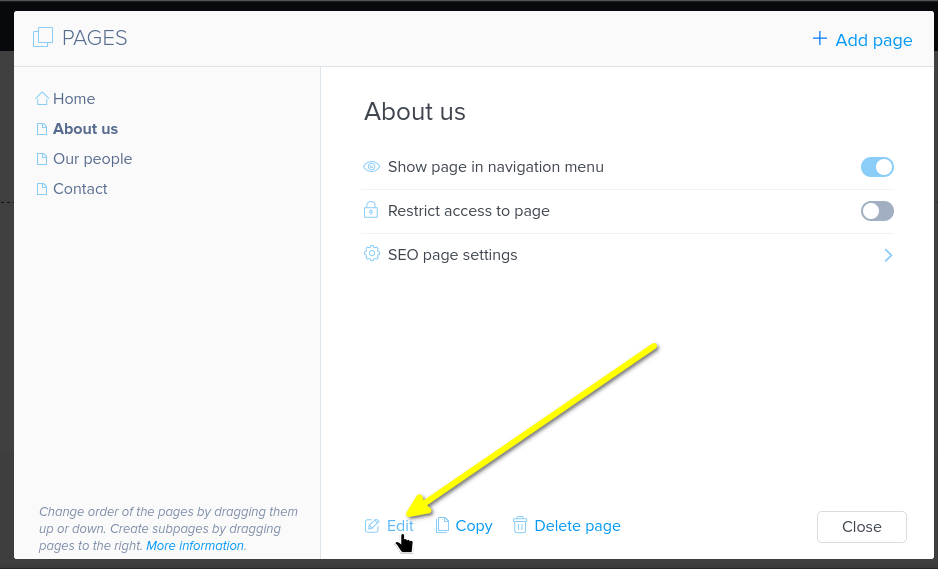 PAGES
+ Add page
Home
About us
Our people
Contact
Change order of the pages by dragging them
up or down. Create subpages by dragging
pages to the right. More information.
About us
Show page in navigation menu
Restrict access to page
SEO page settings
Edit
Copy
Delete page
Close